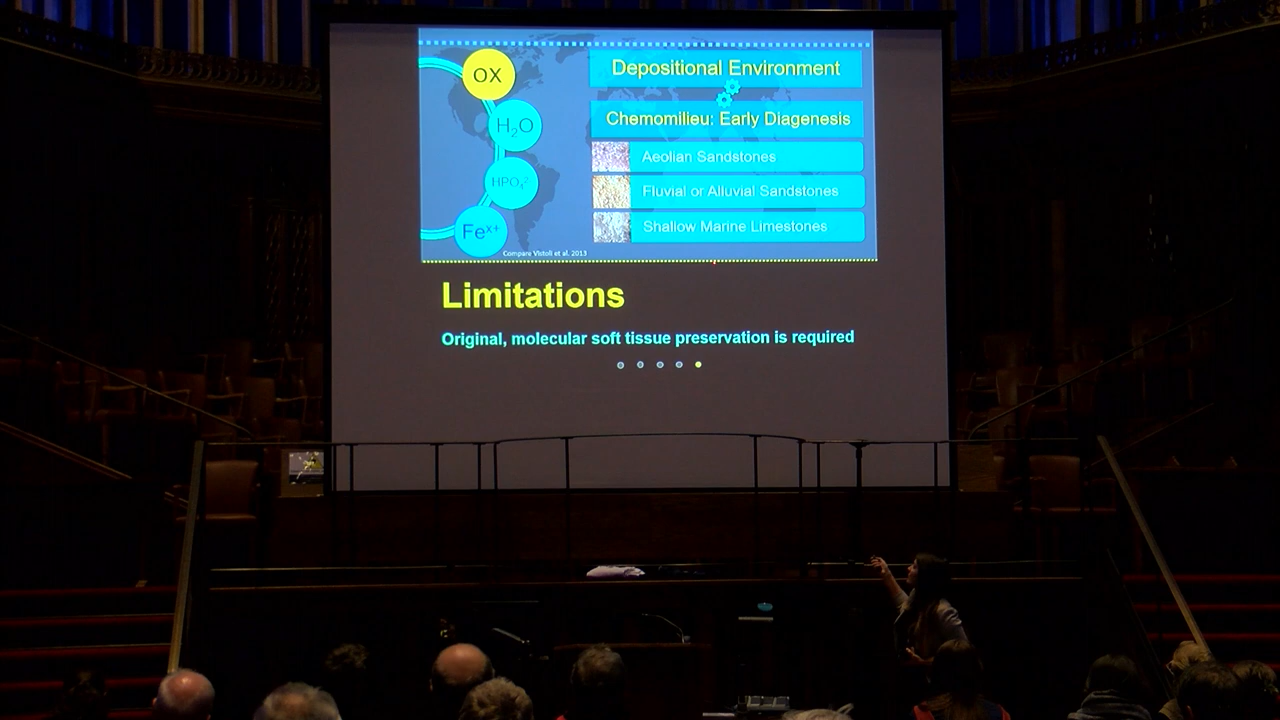 OX
H₂O
HPO₄²
Feˣ⁺
Compare Vistoli et al. 2013
Depositional Environment
Chemomilieu: Early Diagenesis
Aeolian Sandstones
Fluvial or Alluvial Sandstones
Shallow Marine Limestones
Limitations
Original, molecular soft tissue preservation is required